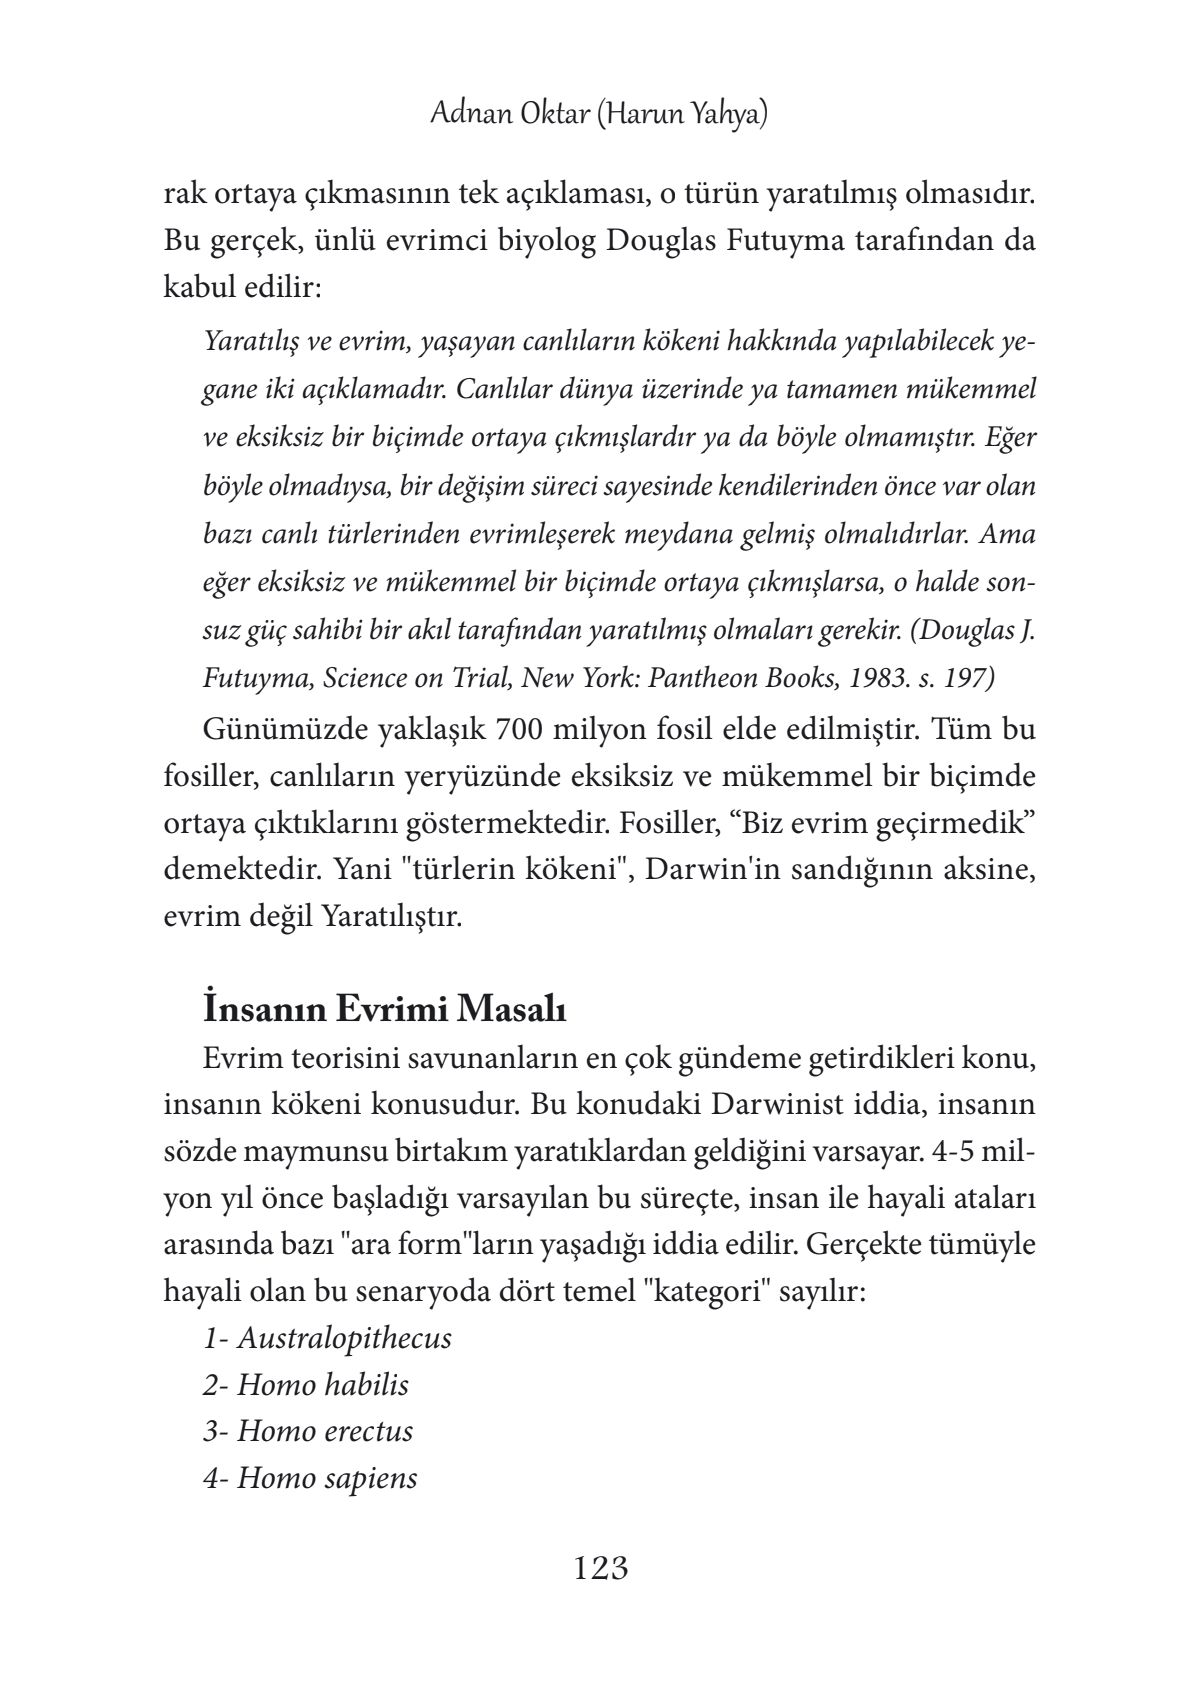 Adnan Oktar (Harun Yahya)
rak ortaya çıkmasının tek açıklaması, o türün yaratılmış olmasıdır.
Bu gerçek, ünlü evrimci biyolog Douglas Futuyma tarafından da
kabul edilir:
Yaratılış ve evrim, yaşayan canlıların kökeni hakkında yapılabilecek ye-
gane iki açıklamadır. Canlılar dünya üzerinde ya tamamen mükemmel
ve eksiksiz bir biçimde ortaya çıkmışlardır ya da böyle olmamıştır. Eğer
böyle olmadıysa, bir değişim süreci sayesinde kendilerinden önce var olan
bazı canlı türlerinden evrimleşerek meydana gelmiş olmalıdırlar. Ama
eğer eksiksiz ve mükemmel bir biçimde ortaya çıkmışlarsa, o halde son-
suz güç sahibi bir akıl tarafından yaratılmış olmaları gerekir. (Douglas J.
Futuyma, Science on Trial, New York: Pantheon Books, 1983. s. 197)
Günümüzde yaklaşık 700 milyon fosil elde edilmiştir. Tüm bu
fosiller, canlıların yeryüzünde eksiksiz ve mükemmel bir biçimde
ortaya çıktıklarını göstermektedir. Fosiller, “Biz evrim geçirmedik”
demektedir. Yani "türlerin kökeni", Darwin'in sandığının aksine,
evrim değil Yaratılıştır.
İnsanın Evrimi Masalı
Evrim teorisini savunanların en çok gündeme getirdikleri konu,
insanın kökeni konusudur. Bu konudaki Darwinist iddia, insanın
sözde maymunsu birtakım yaratıklardan geldiğini varsayar. 4-5 mil-
yon yıl önce başladığı varsayılan bu süreçte, insan ile hayali ataları
arasında bazı "ara form"ların yaşadığı iddia edilir. Gerçekte tümüyle
hayali olan bu senaryoda dört temel "kategori" sayılır:
1- Australopithecus
2- Homo habilis
3- Homo erectus
4- Homo sapiens
123